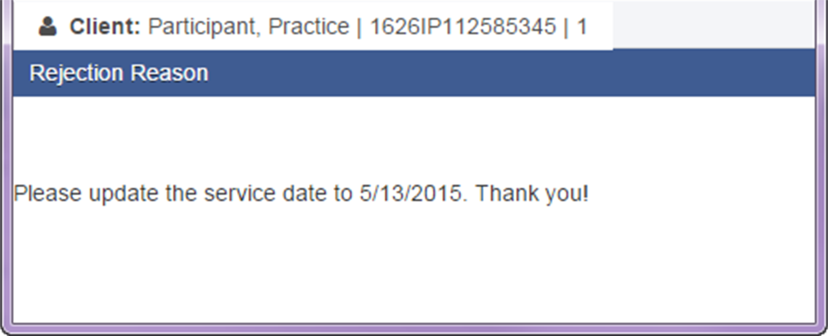 Client: Participant, Practice | 1626IP112585345 | 1
Rejection Reason
Please update the service date to 5/13/2015. Thank you!